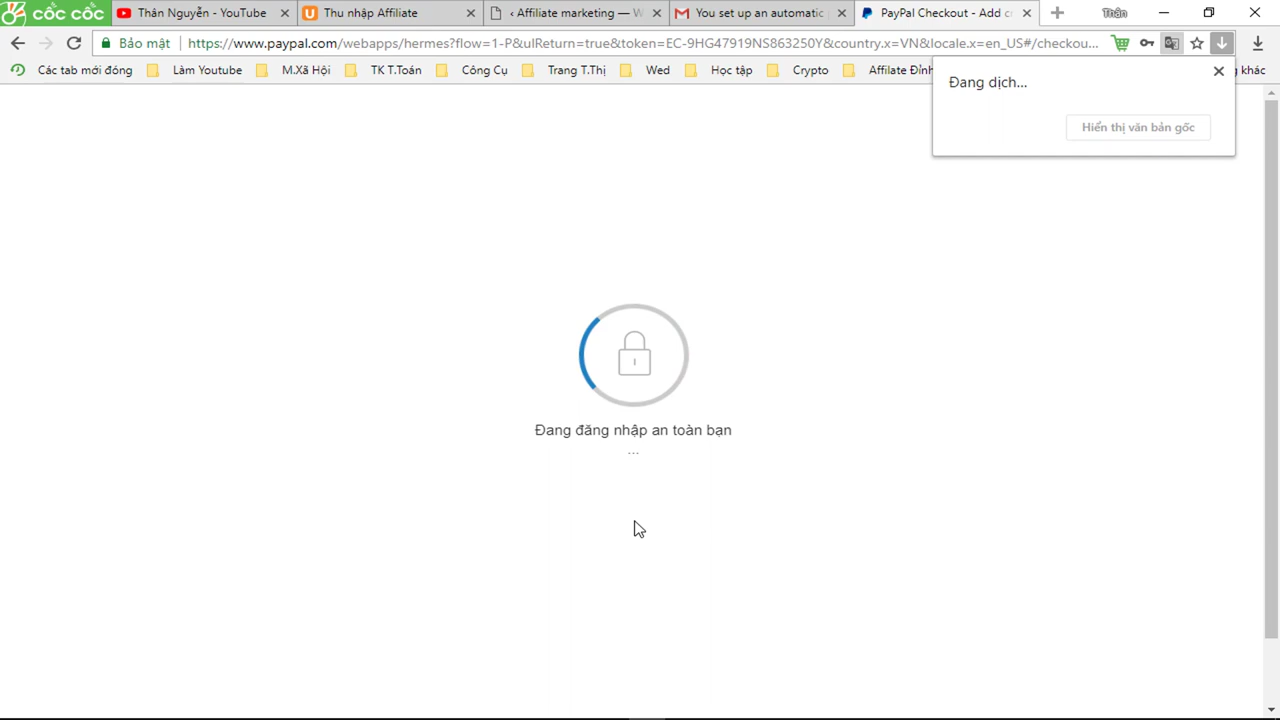 cốc cốc
Thân Nguyễn - YouTube
Thu nhập Affiliate
‹ Affiliate marketing — W
You set up an automatic
PayPal Checkout - Add c
Thân
Bảo mật
https://www.paypal.com/webapps/hermes?flow=1-P&ulReturn=true&token=EC-9HG47919NS863250Y&country.x=VN&locale.x=en_US#/checkou...
Các tab mới đóng
Làm Youtube
M.Xã Hội
TK T.Toán
Công Cụ
Trang T.Thị
Wed
Học tập
Crypto
Affilate Đỉnh
khác
Đang dịch...
Hiển thị văn bản gốc
Đang đăng nhập an toàn bạn
...